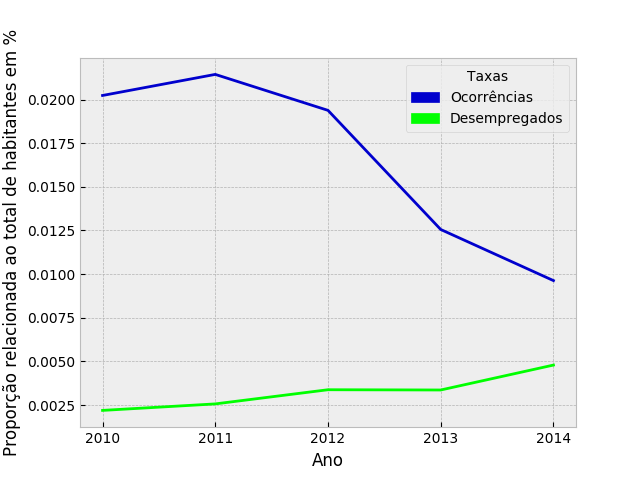 Proporção relacionada ao total de habitantes em %
0.0200
0.0175
0.0150
0.0125
0.0100
0.0075
0.0050
0.0025
Taxas
Ocorrências
Desempregados
2010 2011 2012 2013 2014
Ano